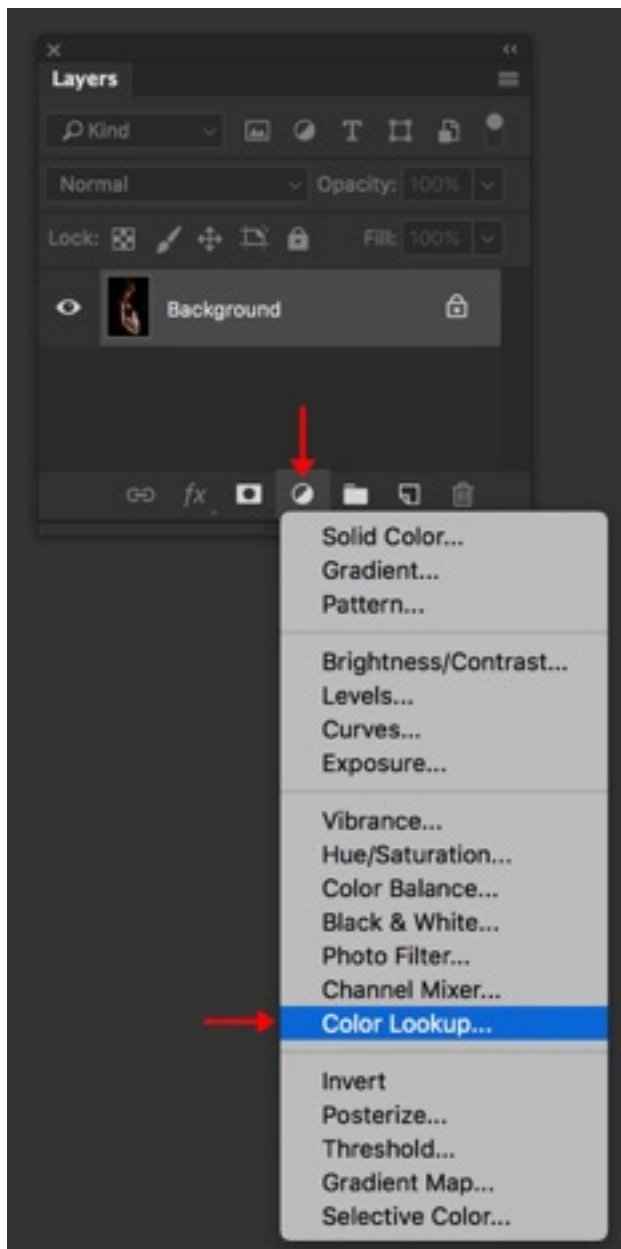 Layers
Kind
Normal Opacity: 100%
Lock: Fill: 100%
Background
fx
Solid Color...
Gradient...
Pattern...
Brightness/Contrast...
Levels...
Curves...
Exposure...
Vibrance...
Hue/Saturation...
Color Balance...
Black & White...
Photo Filter...
Channel Mixer...
Color Lookup...
Invert
Posterize...
Threshold...
Gradient Map...
Selective Color...